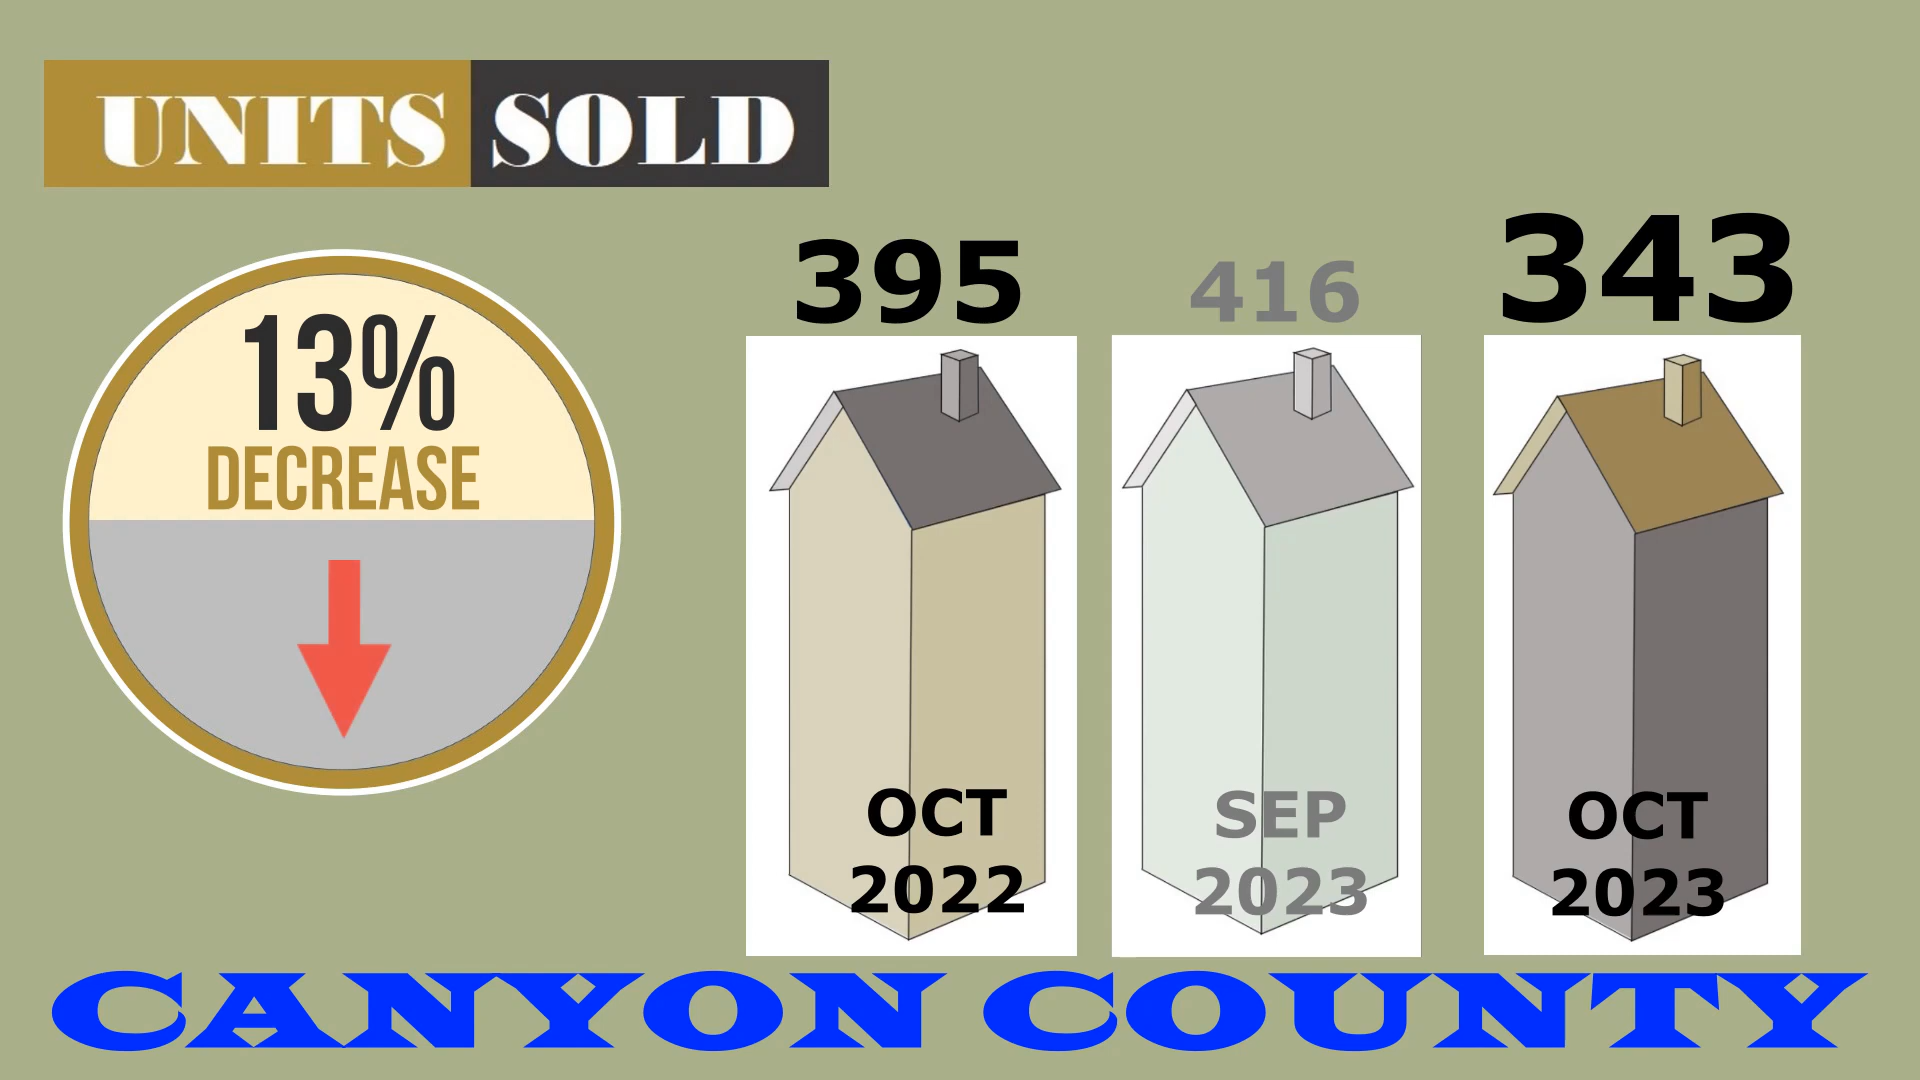 UNITS SOLD
13%
DECREASE
395
416
343
OCT
2022
SEP
2023
OCT
2023
CANYON COUNTY